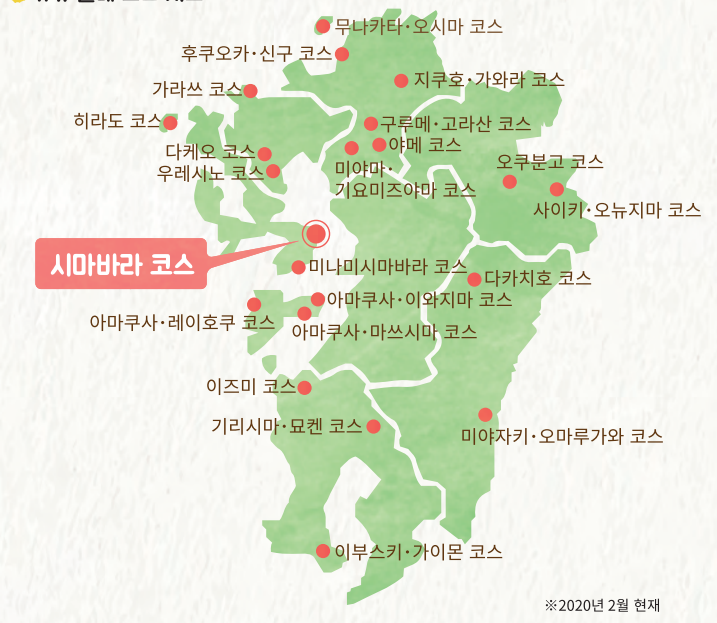 무나카타·오시마 코스
후쿠오카·신구 코스
지쿠호·가와라 코스
가라쓰 코스
히라도 코스
구루메·고라산 코스
야메 코스
다케오 코스
우레시노 코스
미야마·
기요미즈야마 코스
오쿠분고 코스
사이키·오뉴지마 코스
시마바라 코스
미나미시마바라 코스
다카치호 코스
아마쿠사·이와지마 코스
아마쿠사·레이호쿠 코스
아마쿠사·마쓰시마 코스
이즈미 코스
기리시마·묘켄 코스
미야자키·오마루가와 코스
이부스키·가이몬 코스
※2020년 2월 현재